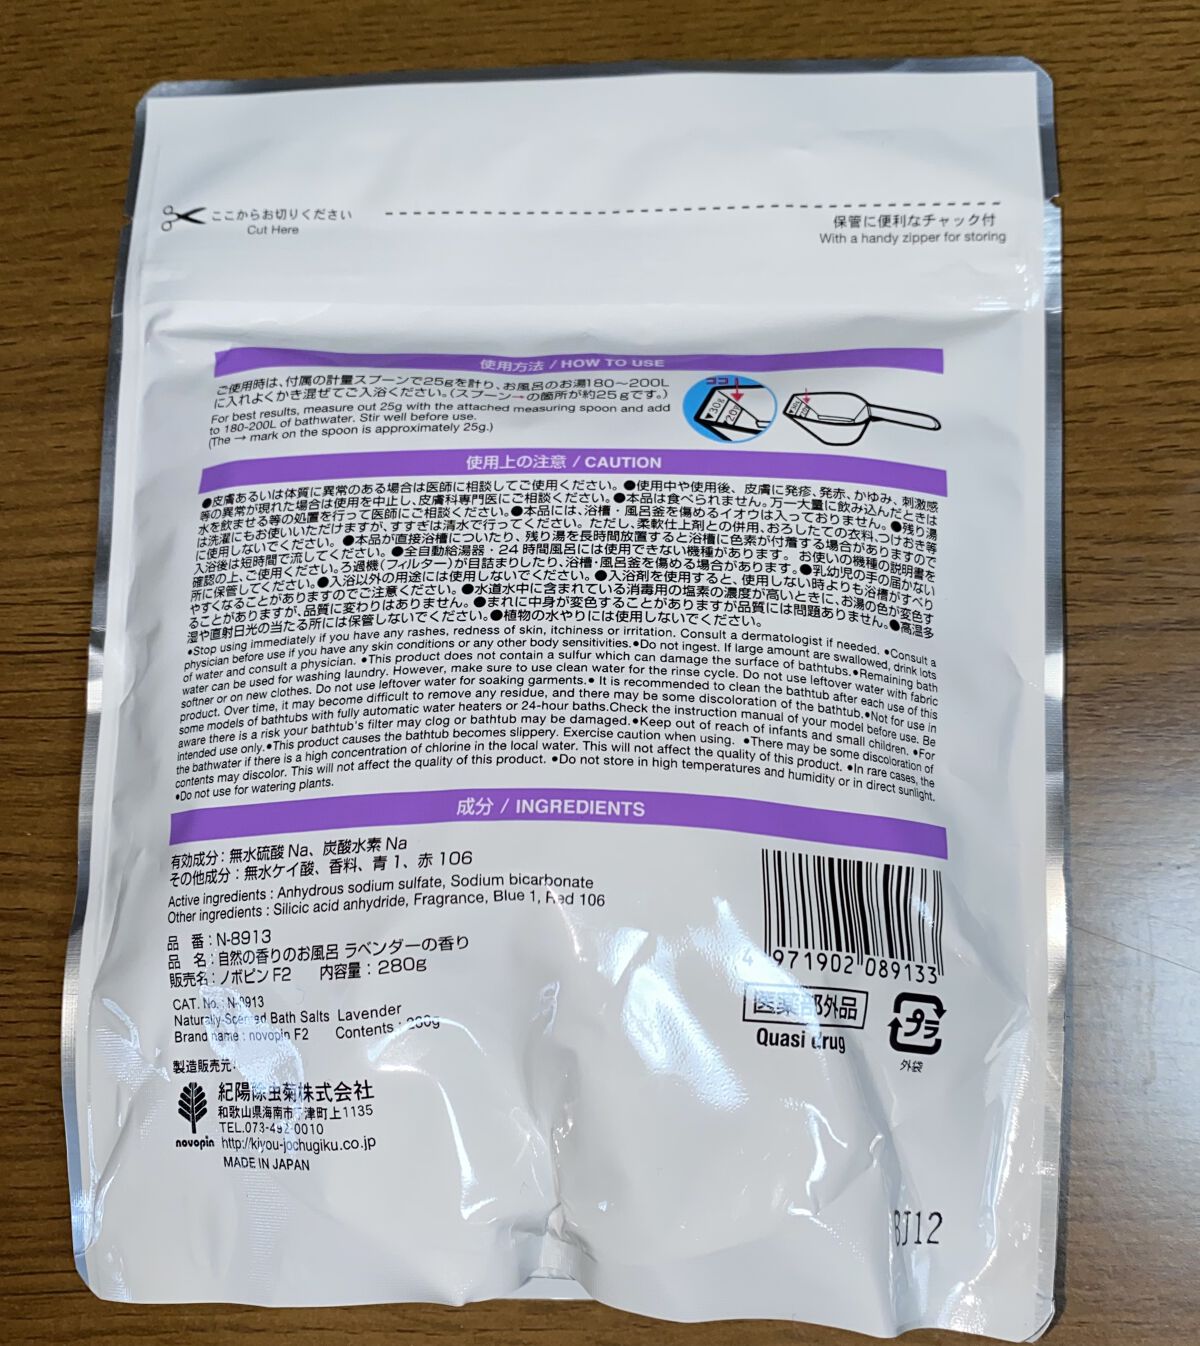 ここからお切りください
Cut Here
保管に便利なチャック付
With a handy zipper for storing
使用方法 / HOW TO USE
ご使用時は、付属の計量スプーンで25gを計り、お風呂のお湯180〜200L
に入れよくかき混ぜてご入浴ください。(スプーン→の箇所が約25gです。)
For best results, measure out 25g with the attached measuring spoon and add
to 180-200L of bathwater. Stir well before use.
(The → mark on the spoon is approximately 25g.)
ココ
▼30g
▼20g
使用上の注意 / CAUTION
●皮膚あるいは体質に異常のある場合は医師に相談してご使用ください。●使用中や使用後、皮膚に発疹、発赤、かゆみ、刺激感
等の異常が現れた場合は使用を中止し、皮膚科専門医にご相談ください。●本品は食べられません。万一大量に飲み込んだときは
水を飲ませる等の処置を行って医師にご相談ください。●本品には、浴槽・風呂釜を傷めるイオウは入っておりません。●残り湯
は洗濯にもお使いいただけますが、すすぎは清水で行ってください。ただし、柔軟仕上剤との併用、おろしたての衣料、つけおき等
に使用しないでください。●本品が直接浴槽についたり、残り湯を長時間放置すると浴槽に色素が付着する場合がありますので
入浴後は短時間で流してください。●全自動給湯器・24時間風呂には使用できない機種があります。お使いの機種の説明書を
確認の上、ご使用ください。ろ過機(フィルター)が目詰まりしたり、浴槽・風呂釜を傷める場合があります。●乳幼児の手の届かない
所に保管してください。●入浴以外の用途には使用しないでください。●入浴剤を使用すると、使用しない時よりも浴槽がすべり
やすくなることがありますのでご注意ください。●水道水中に含まれている消毒用の塩素の濃度が高いときに、お湯の色が変色す
ることがありますが、品質に変わりはありません。●まれに中身が変色することがありますが品質には問題ありません。●高温多
湿や直射日光の当たる所には保管しないでください。●植物の水やりには使用しないでください。
●Stop using immediately if you have any rashes, redness of skin, itchiness or irritation. Consult a dermatologist if needed. ●Consult a
physician before use if you have any skin conditions or any other body sensitivities.●Do not ingest. If large amount are swallowed, drink lots
of water and consult a physician. ●This product does not contain a sulfur which can damage the surface of bathtubs.●Remaining bath
water can be used for washing laundry. However, make sure to use clean water for the rinse cycle. Do not use leftover water with fabric
softner or on new clothes. Do not use leftover water for soaking garments.● It is recommended to clean the bathtub after each use of this
product. Over time, it may become difficult to remove any residue, and there may be some discoloration of the bathtub.●Not for use in
some models of bathtubs with fully automatic water heaters or 24-hour baths.Check the instruction manual of your model before use. Be
aware there is a risk your bathtub's filter may clog or bathtub may be damaged.●Keep out of reach of infants and small children. ●For
intended use only.●This product causes the bathtub becomes slippery. Exercise caution when using. ●There may be some discoloration of
the bathwater if there is a high concentration of chlorine in the local water. This will not affect the quality of this product. ●In rare cases, the
contents may discolor. This will not affect the quality of this product. ●Do not store in high temperatures and humidity or in direct sunlight.
●Do not use for watering plants.
成分 / INGREDIENTS
有効成分：無水硫酸Na、炭酸水素Na
その他成分：無水ケイ酸、香料、青1、赤106
Active ingredients : Anhydrous sodium sulfate, Sodium bicarbonate
Other ingredients : Silicic acid anhydride, Fragrance, Blue 1, Red 106
品 番：N-8913
品 名：自然の香りのお風呂 ラベンダーの香り
販売名：ノボピンF2 内容量：280g
CAT. No. : N-8913
Naturally-Scented Bath Salts Lavender
Brand name : novopin F2 Contents : 280g
製造販売元：
紀陽除虫菊株式会社
和歌山県海南市下津町上1135
TEL.073-492-0010
novopin http://kiyou-jochugiku.co.jp
MADE IN JAPAN
4 971902 089133
医薬部外品
Quasi drug
プラ
外袋
BJ12